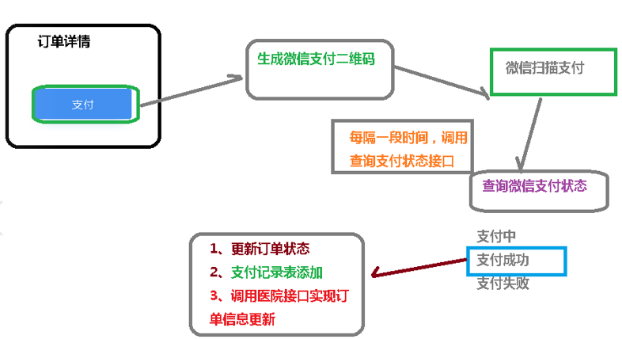 订单详情
支付
生成微信支付二维码
微信扫描支付
每隔一段时间，调用
查询支付状态接口
查询微信支付状态
支付中
支付成功
支付失败
1、更新订单状态
2、支付记录表添加
3、调用医院接口实现订
单信息更新